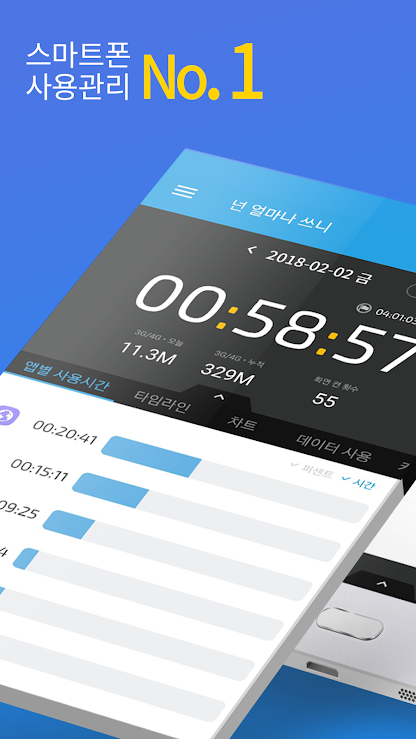 스마트폰
사용관리 No. 1
넌 얼마나 쓰니
2018-02-02 금
04:01:03
00:58:57
3G/4G • 오늘
11.3M
3G/4G • 누적
329M
화면 켠 횟수
55
앱별 사용시간 타임라인 차트 데이터 사용
퍼센트 시간
00:20:41
00:15:11
09:25
4